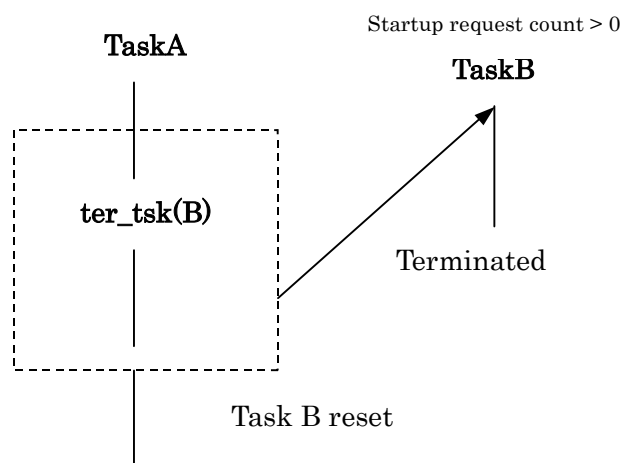 Startup request count > 0
TaskA
TaskB
ter_tsk(B)
Terminated
Task B reset